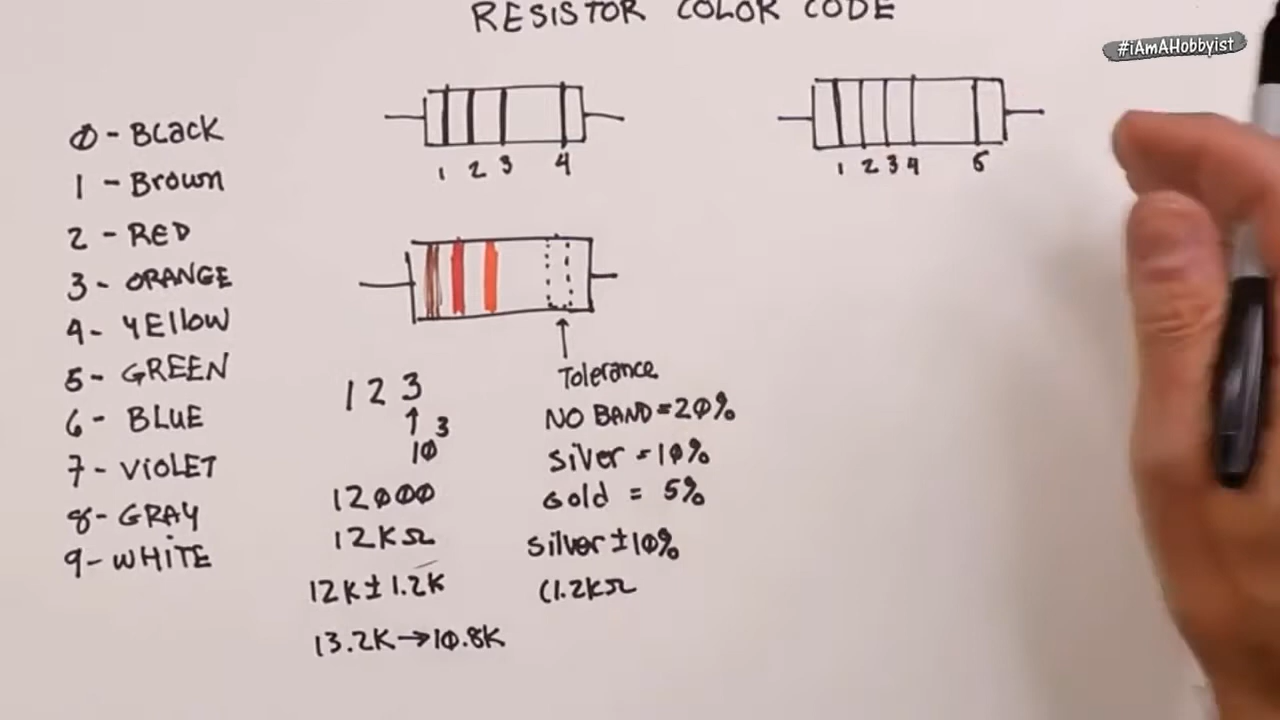 RESISTOR COLOR CODE
#iAmAHobbyist
0 - BLACK
1 - Brown
2 - RED
3 - ORANGE
4 - YEllOW
5 - GREEN
6 - BLUE
7 - VIOLET
8 - GRAY
9 - WHITE
1 2 3 4
1 2 3 4 5
1 2 3
↑ 3
10
12000
12KΩ
12K ± 1.2K
13.2K → 10.8K
↑
Tolerance
NO BAND = 20%
Silver = 10%
Gold = 5%
Silver ± 10%
(1.2KΩ